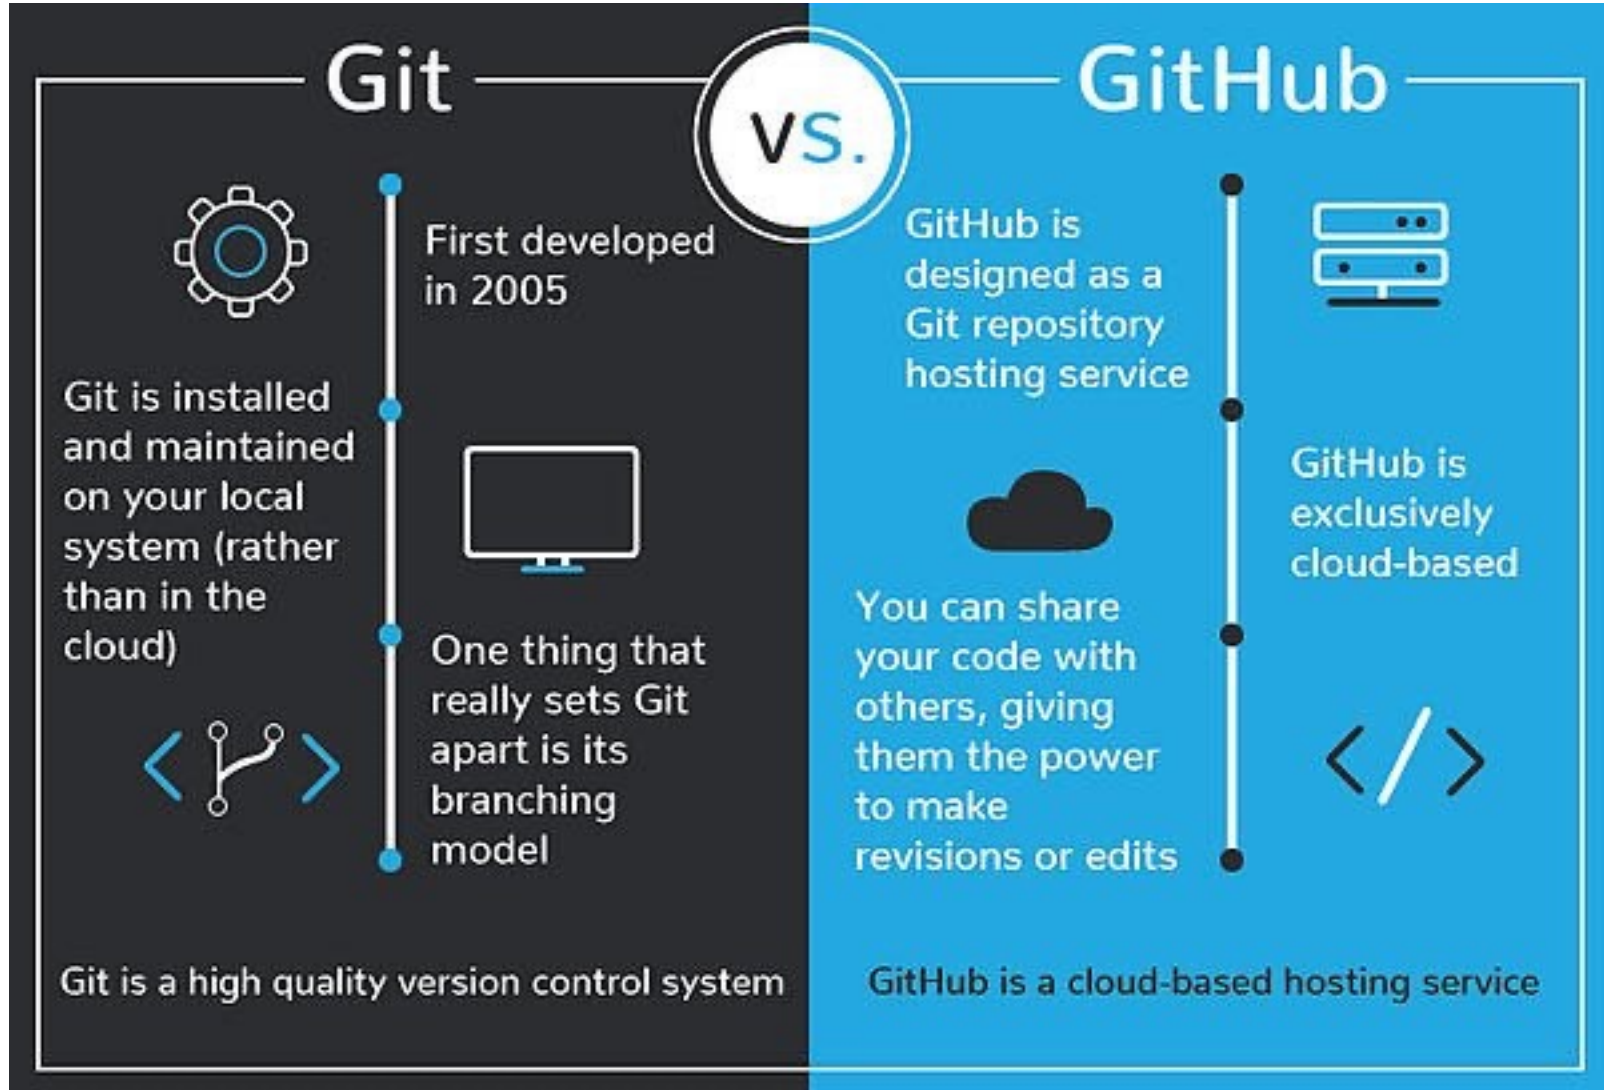 Git
vs.
GitHub
First developed
in 2005
Git is installed
and maintained
on your local
system (rather
than in the
cloud)
One thing that
really sets Git
apart is its
branching
model
Git is a high quality version control system
GitHub is
designed as a
Git repository
hosting service
GitHub is
exclusively
cloud-based
You can share
your code with
others, giving
them the power
to make
revisions or edits
GitHub is a cloud-based hosting service